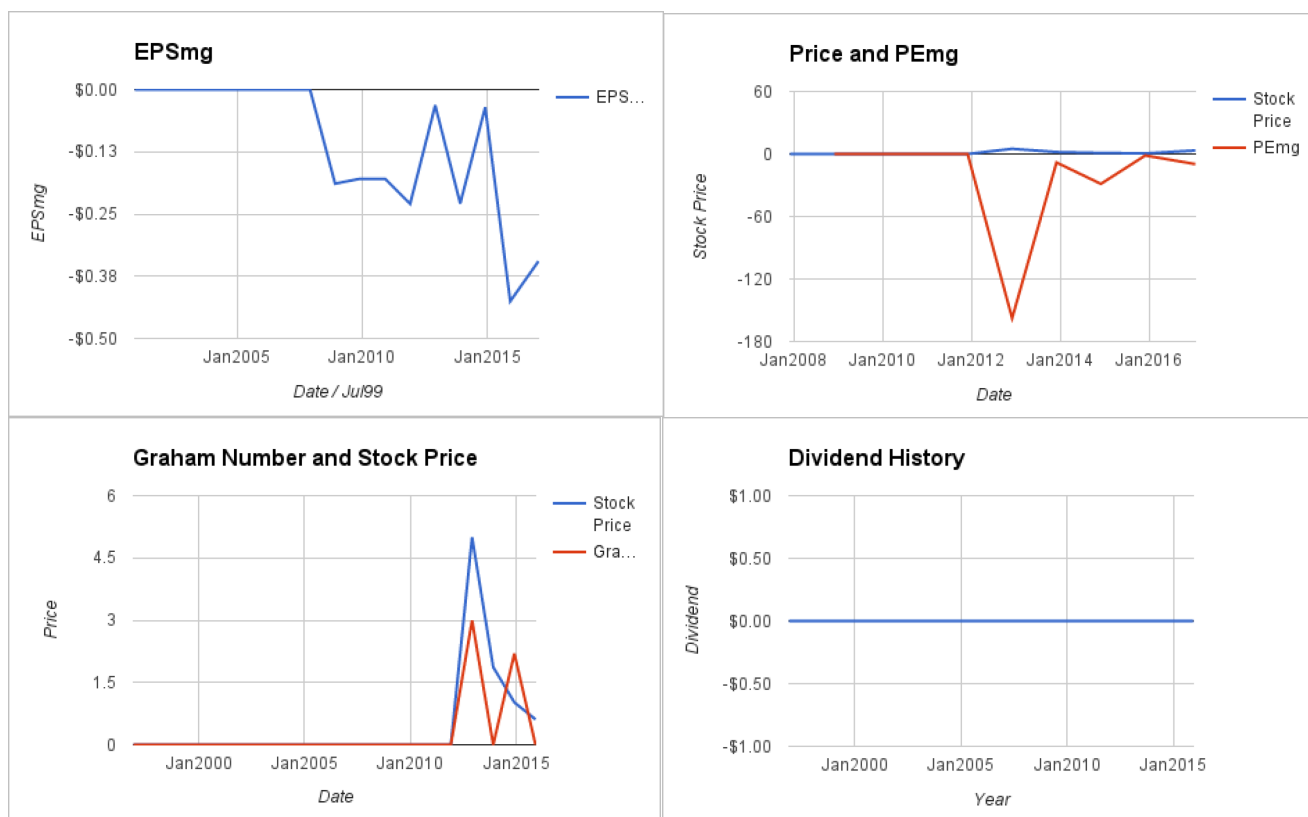 EPSmg
$0.00
-$0.13
-$0.25
-$0.38
-$0.50
EPSmg
Jan2005
Jan2010
Jan2015
Date / Jul99
EPS...
Price and PEmg
60
0
-60
-120
-180
Stock Price
Jan2008
Jan2010
Jan2012
Jan2014
Jan2016
Date
Stock
Price
PEmg
Graham Number and Stock Price
6
4.5
3
1.5
0
Price
Jan2000
Jan2005
Jan2010
Jan2015
Date
Stock
Price
Gra...
Dividend History
$1.00
$0.50
$0.00
-$0.50
-$1.00
Dividend
Jan2000
Jan2005
Jan2010
Jan2015
Year